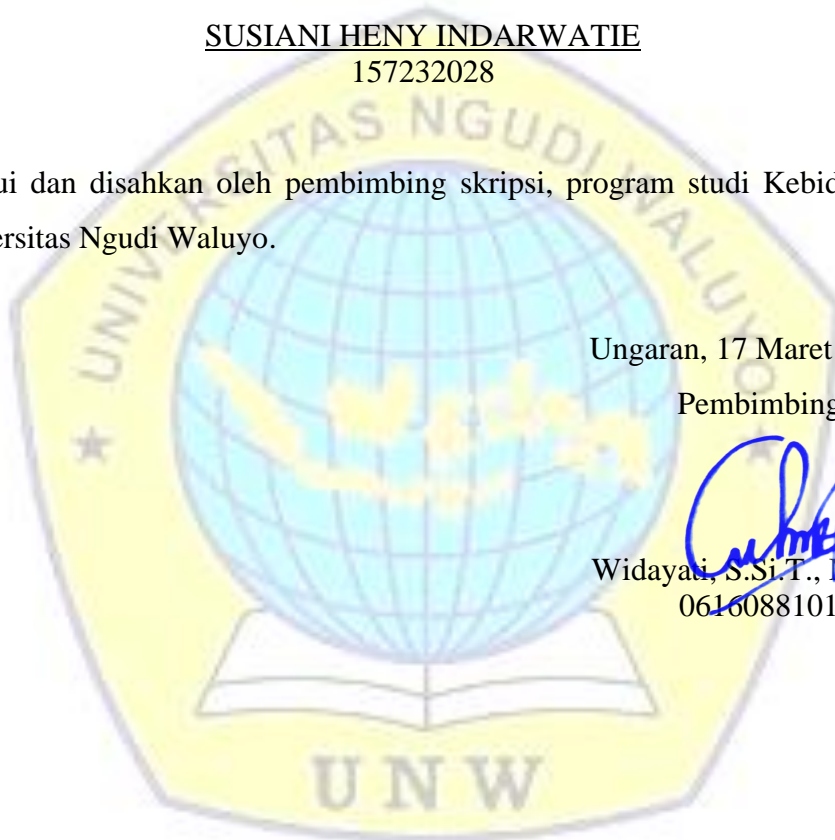 SUSIANI HENY INDARWATIE
157232028
UNIVERSITAS NGUDI WALUYO
ui dan disahkan oleh pembimbing skripsi, program studi Kebid
ersitas Ngudi Waluyo.
Ungaran, 17 Maret
Pembimbing
Widayati, S.Si.T.,
0616088101
UNW